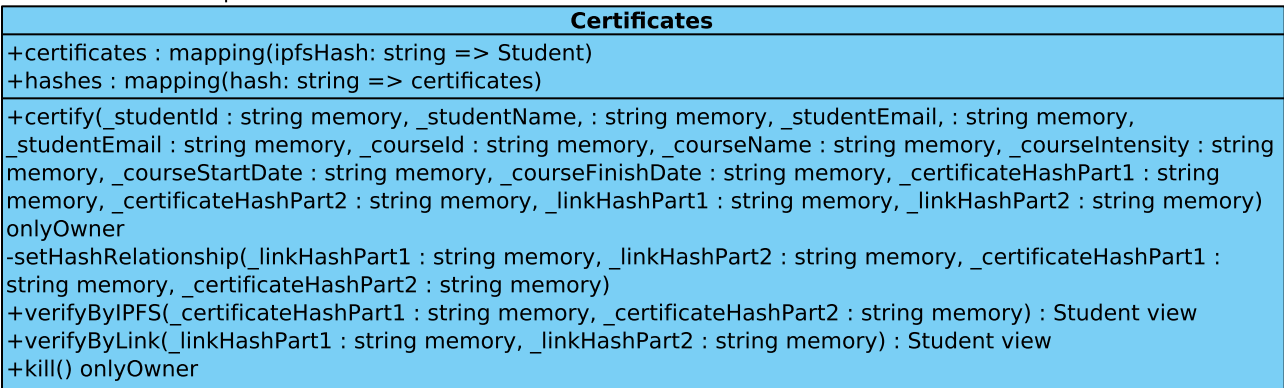 Certificates
+certificates : mapping(ipfsHash: string => Student)
+hashes : mapping(hash: string => certificates)
+certify(_studentId : string memory, _studentName, : string memory, _studentEmail, : string memory,
_studentEmail : string memory, _courseId : string memory, _courseName : string memory, _courseIntensity : string
memory, _courseStartDate : string memory, _courseFinishDate : string memory, _certificateHashPart1 : string
memory, _certificateHashPart2 : string memory, _linkHashPart1 : string memory, _linkHashPart2 : string memory)
onlyOwner
-setHashRelationship(_linkHashPart1 : string memory, _linkHashPart2 : string memory, _certificateHashPart1 :
string memory, _certificateHashPart2 : string memory)
+verifyByIPFS(_certificateHashPart1 : string memory, _certificateHashPart2 : string memory) : Student view
+verifyByLink(_linkHashPart1 : string memory, _linkHashPart2 : string memory) : Student view
+kill() onlyOwner